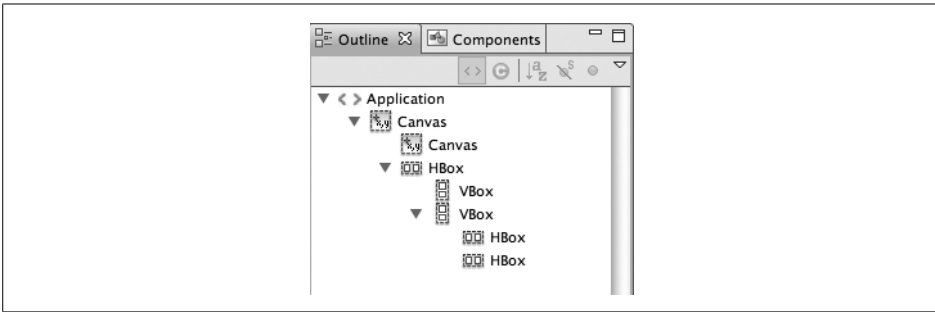 Outline Components
Application
Canvas
Canvas
HBox
VBox
VBox
HBox
HBox